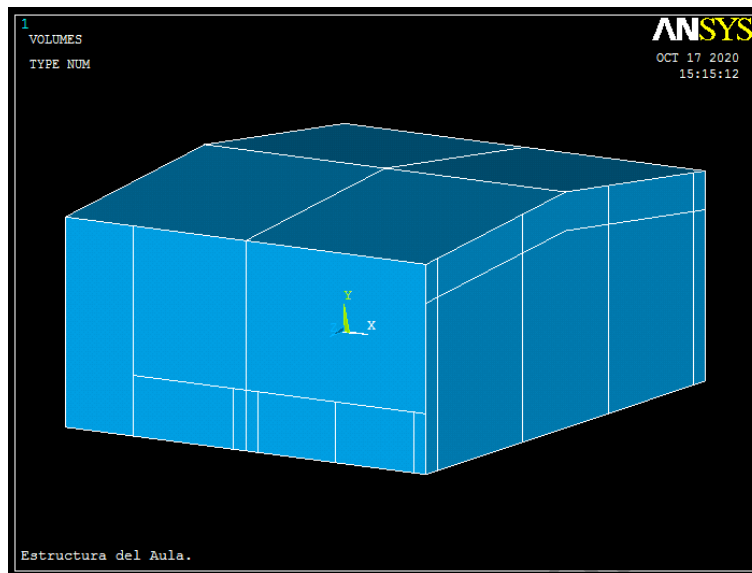 1
VOLUMES
TYPE NUM
ANSYS
OCT 17 2020
15:15:12
Y
X
Estructura del Aula.